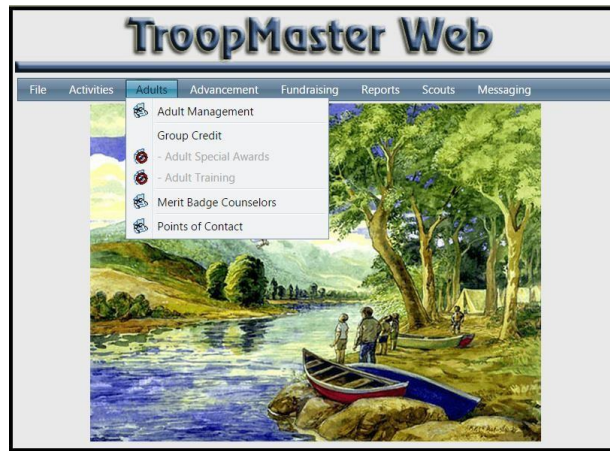 TroopMaster Web
File Activities Adults Advancement Fundraising Reports Scouts Messaging
Adult Management
Group Credit
- Adult Special Awards
- Adult Training
Merit Badge Counselors
Points of Contact